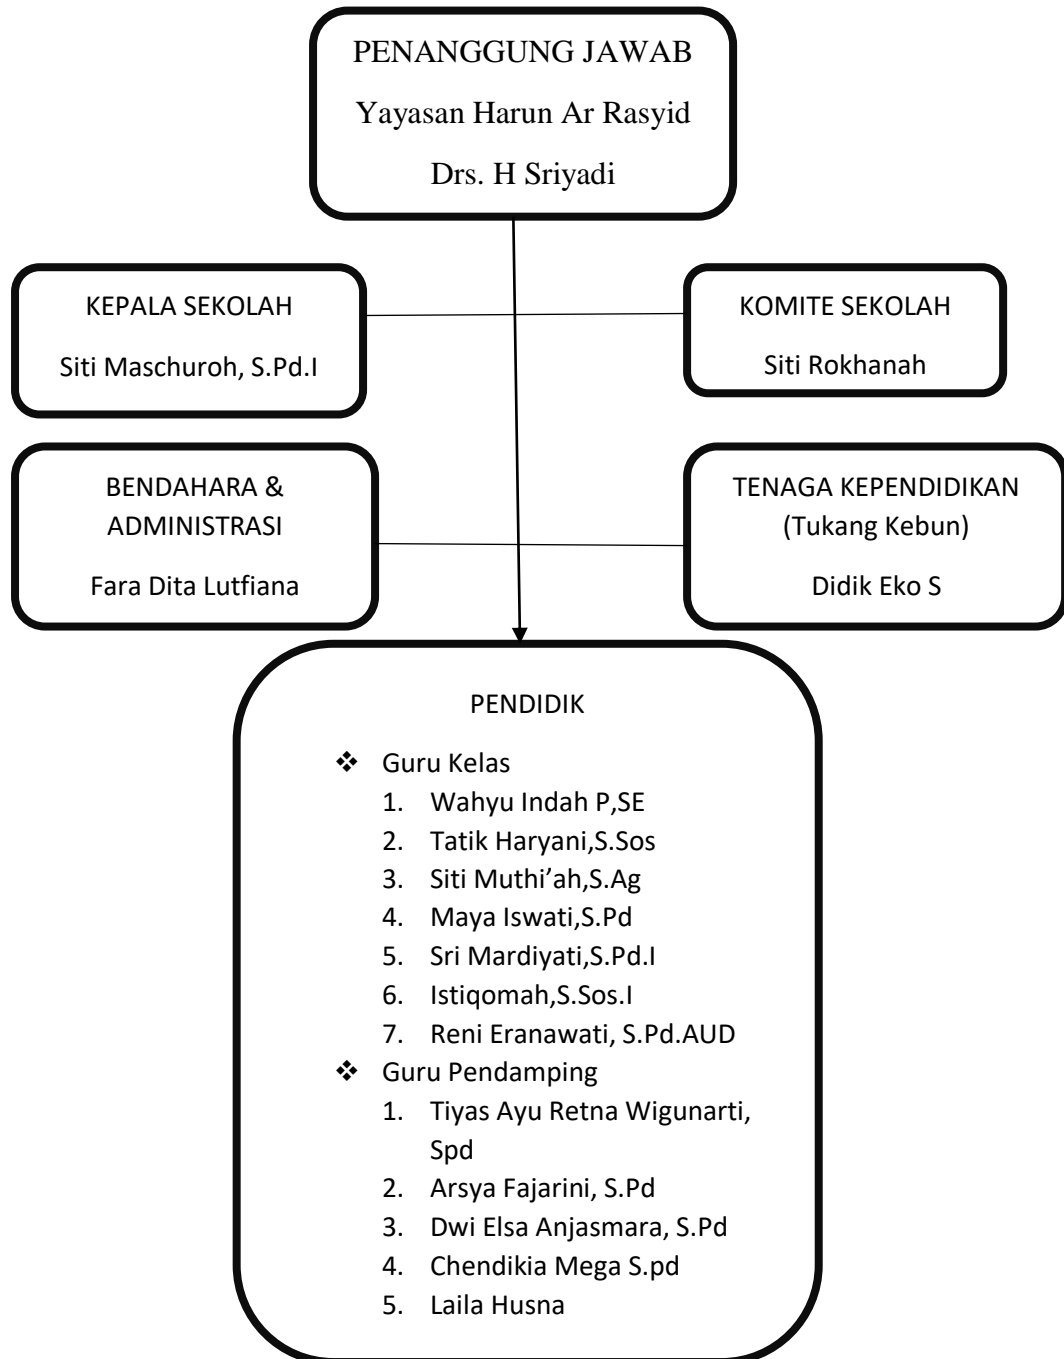 PENANGGUNG JAWAB
Yayasan Harun Ar Rasyid
Drs. H Sriyadi
KEPALA SEKOLAH
Siti Maschuroh, S.Pd.I
KOMITE SEKOLAH
Siti Rokhanah
BENDAHARA &
ADMINISTRASI
Fara Dita Lutfiana
TENAGA KEPENDIDIKAN
(Tukang Kebun)
Didik Eko S
PENDIDIK
❖ Guru Kelas
1. Wahyu Indah P,SE
2. Tatik Haryani,S.Sos
3. Siti Muthi’ah,S.Ag
4. Maya Iswati,S.Pd
5. Sri Mardiyati,S.Pd.I
6. Istiqomah,S.Sos.I
7. Reni Eranawati, S.Pd.AUD
❖ Guru Pendamping
1. Tiyas Ayu Retna Wigunarti,
Spd
2. Arsya Fajarini, S.Pd
3. Dwi Elsa Anjasmara, S.Pd
4. Chendikia Mega S.pd
5. Laila Husna